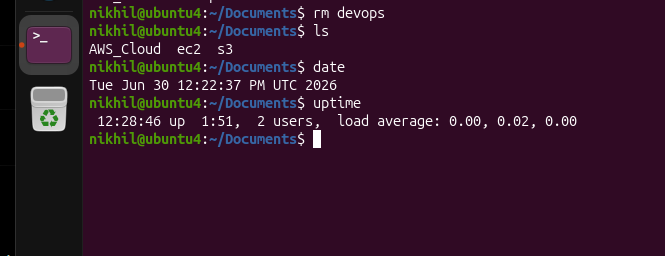 nikhil@ubuntu4:~/Documents$ rm devops
nikhil@ubuntu4:~/Documents$ ls
AWS_Cloud  ec2  s3
nikhil@ubuntu4:~/Documents$ date
Tue Jun 30 12:22:37 PM UTC 2026
nikhil@ubuntu4:~/Documents$ uptime
 12:28:46 up  1:51,  2 users,  load average: 0.00, 0.02, 0.00
nikhil@ubuntu4:~/Documents$